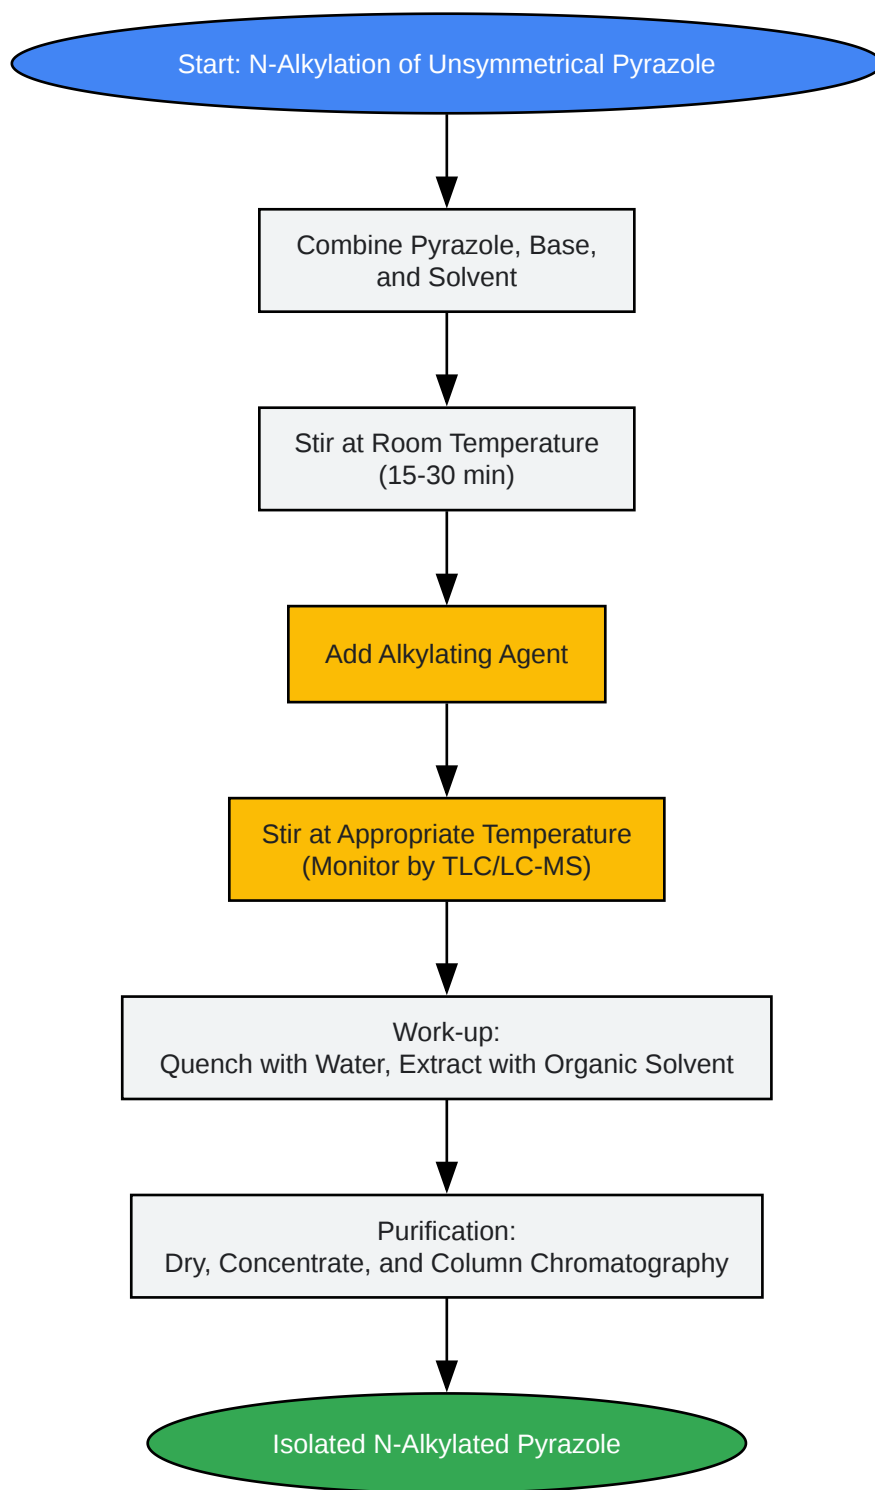 Start: N-Alkylation of Unsymmetrical Pyrazole
Combine Pyrazole, Base,
and Solvent
Stir at Room Temperature
(15-30 min)
Add Alkylating Agent
Stir at Appropriate Temperature
(Monitor by TLC/LC-MS)
Work-up:
Quench with Water, Extract with Organic Solvent
Purification:
Dry, Concentrate, and Column Chromatography
Isolated N-Alkylated Pyrazole